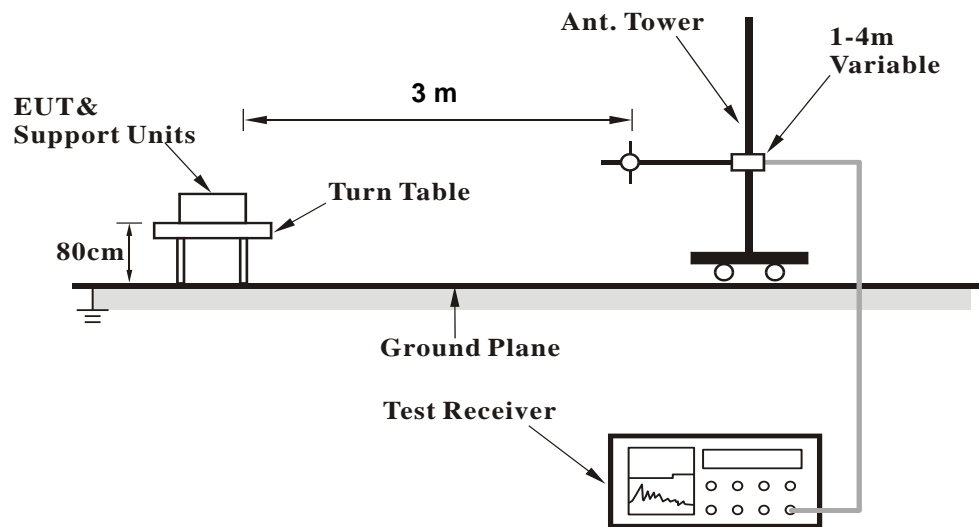 Ant. Tower
1-4m
Variable
3 m
EUT&
Support Units
Turn Table
80cm
Ground Plane
Test Receiver